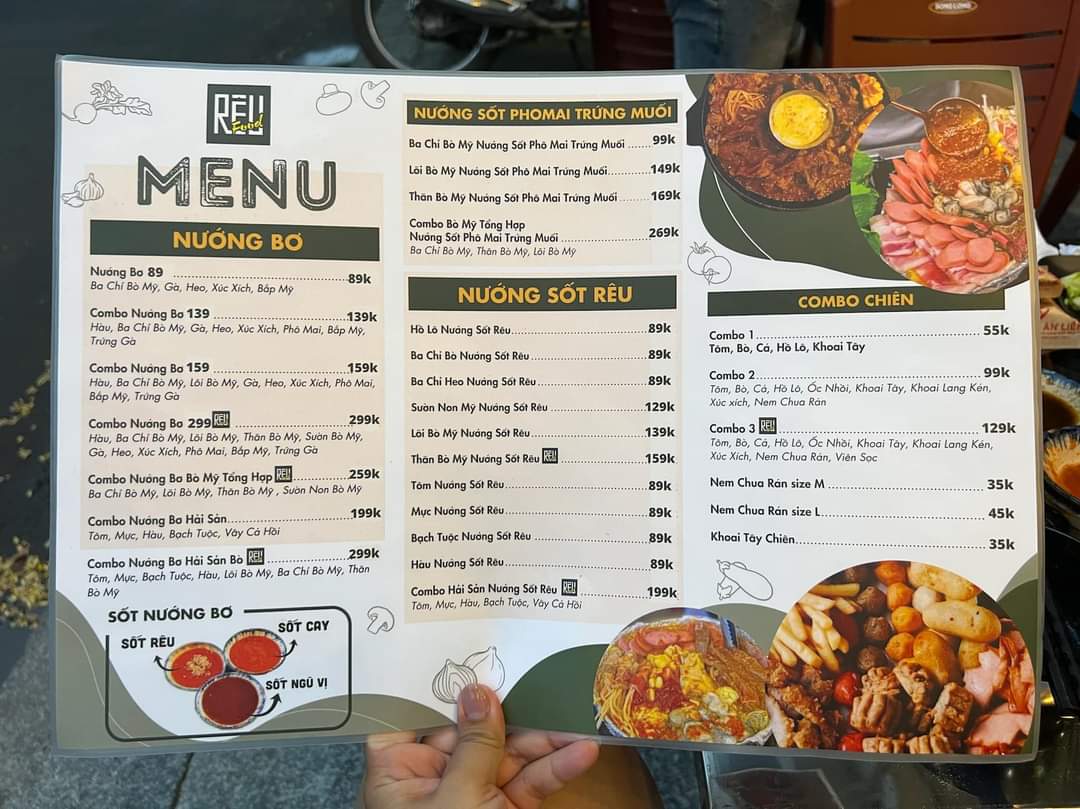 RÊU
Food
MENU
NƯỚNG BƠ
Nướng Bơ 89 ........ 89k
Ba Chỉ Bò Mỹ, Gà, Heo, Xúc Xích, Bắp Mỹ
Combo Nướng Bơ 139 ........ 139k
Hàu, Ba Chỉ Bò Mỹ, Gà, Heo, Xúc Xích, Phô Mai, Bắp Mỹ,
Trứng Gà
Combo Nướng Bơ 159 ........ 159k
Hàu, Ba Chỉ Bò Mỹ, Lõi Bò Mỹ, Gà, Heo, Xúc Xích, Phô Mai,
Bắp Mỹ, Trứng Gà
Combo Nướng Bơ 299 RÊU ........ 299k
Hàu, Ba Chỉ Bò Mỹ, Lõi Bò Mỹ, Thăn Bò Mỹ, Sườn Bò Mỹ,
Gà, Heo, Xúc Xích, Phô Mai, Bắp Mỹ, Trứng Gà
Combo Nướng Bơ Bò Mỹ Tổng Hợp RÊU ........ 259k
Ba Chỉ Bò Mỹ, Lõi Bò Mỹ, Thăn Bò Mỹ , Sườn Non Bò Mỹ
Combo Nướng Bơ Hải Sản ........ 199k
Tôm, Mực, Hàu, Bạch Tuộc, Vây Cá Hồi
Combo Nướng Bơ Hải Sản Bò RÊU ........ 299k
Tôm, Mực, Bạch Tuộc, Hàu, Lõi Bò Mỹ, Ba Chỉ Bò Mỹ, Thăn
Bò Mỹ
SỐT NƯỚNG BƠ
SỐT RÊU
SỐT CAY
SỐT NGŨ VỊ
NƯỚNG SỐT PHOMAI TRỨNG MUỐI
Ba Chỉ Bò Mỹ Nướng Sốt Phô Mai Trứng Muối ...... 99k
Lõi Bò Mỹ Nướng Sốt Phô Mai Trứng Muối ........ 149k
Thăn Bò Mỹ Nướng Sốt Phô Mai Trứng Muối ........ 169k
Combo Bò Mỹ Tổng Hợp
Nướng Sốt Phô Mai Trứng Muối ........ 269k
Ba Chỉ Bò Mỹ, Thăn Bò Mỹ, Lõi Bò Mỹ
NƯỚNG SỐT RÊU
Hồ Lô Nướng Sốt Rêu ........ 89k
Ba Chỉ Bò Nướng Sốt Rêu ........ 89k
Ba Chỉ Heo Nướng Sốt Rêu ........ 89k
Sườn Non Mỹ Nướng Sốt Rêu ........ 129k
Lõi Bò Mỹ Nướng Sốt Rêu ........ 139k
Thăn Bò Mỹ Nướng Sốt Rêu RÊU ........ 159k
Tôm Nướng Sốt Rêu ........ 89k
Mực Nướng Sốt Rêu ........ 89k
Bạch Tuộc Nướng Sốt Rêu ........ 89k
Hàu Nướng Sốt Rêu ........ 89k
Combo Hải Sản Nướng Sốt Rêu RÊU ........ 199k
Tôm, Mực, Hàu, Bạch Tuộc, Vây Cá Hồi
COMBO CHIÊN
Combo 1 ........ 55k
Tôm, Bò, Cá, Hồ Lô, Khoai Tây
Combo 2 ........ 99k
Tôm, Bò, Cá, Hồ Lô, Ốc Nhồi, Khoai Tây, Khoai Lang Kén,
Xúc xích, Nem Chua Rán
Combo 3 RÊU ........ 129k
Tôm, Bò, Cá, Hồ Lô, Ốc Nhồi, Khoai Tây, Khoai Lang Kén,
Xúc Xích, Nem Chua Rán, Viên Sọc
Nem Chua Rán size M ........ 35k
Nem Chua Rán size L ........ 45k
Khoai Tây Chiên ........ 35k
SONG LONG